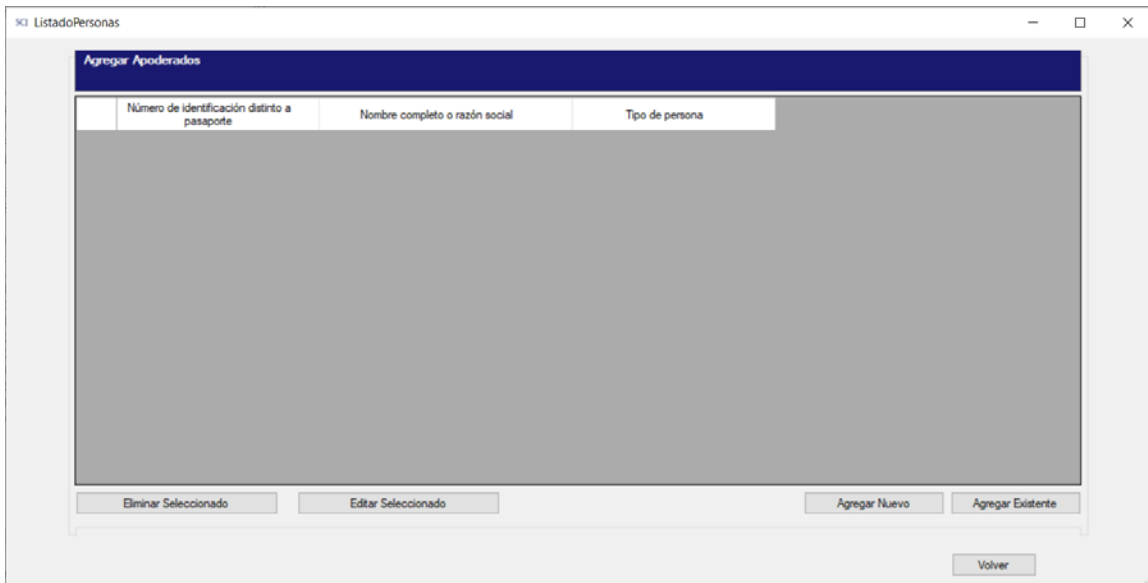 SCI ListadoPersonas
Agregar Apoderados
Número de identificación distinto a
pasaporte
Nombre completo o razón social
Tipo de persona
Eliminar Seleccionado
Editar Seleccionado
Agregar Nuevo
Agregar Existente
Volver